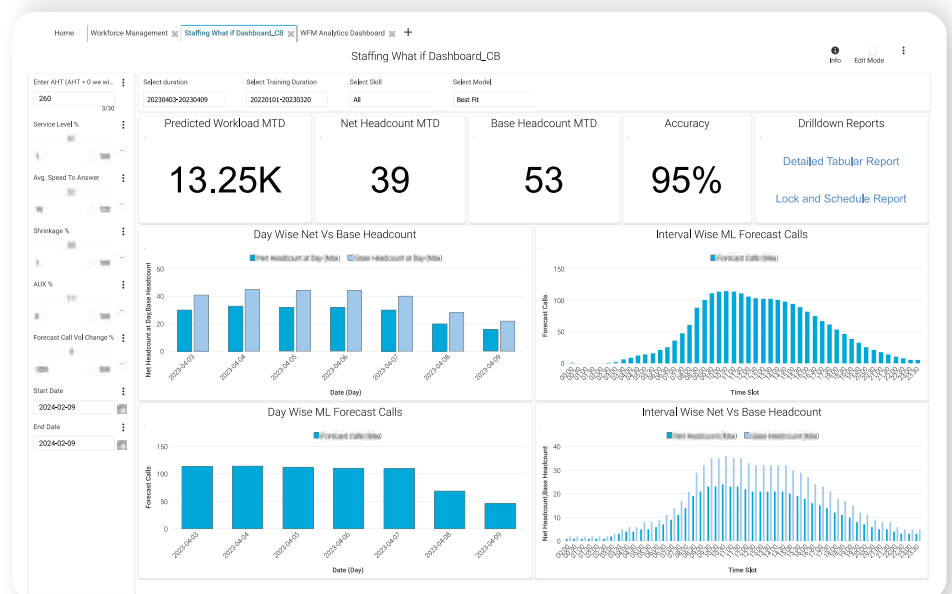 Home
Workforce Management
Staffing What if Dashboard_CB
WFM Analytics Dashboard
+
Staffing What if Dashboard_CB
Info
Edit Mode
Enter AHT (AHT = 0 we wi...
260
3/30
Service Level %
Avg. Speed To Answer
Shrinkage %
AUX %
Forecast Call Vol Change %
Start Date
2024-02-09
End Date
2024-02-09
Select duration
20230403-20230409
Select Training Duration
20220101-20230320
Select Skill
All
Select Model
Best Fit
Predicted Workload MTD
13.25K
Net Headcount MTD
39
Base Headcount MTD
53
Accuracy
95%
Drilldown Reports
Detailed Tabular Report
Lock and Schedule Report
Day Wise Net Vs Base Headcount
Net Headcount at Day,Base Headcount
60
40
20
0
2023-04-03
2023-04-04
2023-04-05
2023-04-06
2023-04-07
2023-04-08
2023-04-09
Date (Day)
Interval Wise ML Forecast Calls
Forecast Calls
150
100
50
0
Time Slot
Day Wise ML Forecast Calls
Forecast Calls
150
100
50
0
2023-04-03
2023-04-04
2023-04-05
2023-04-06
2023-04-07
2023-04-08
2023-04-09
Date (Day)
Interval Wise Net Vs Base Headcount
Net Headcount,Base Headcount
40
30
20
10
0
Time Slot